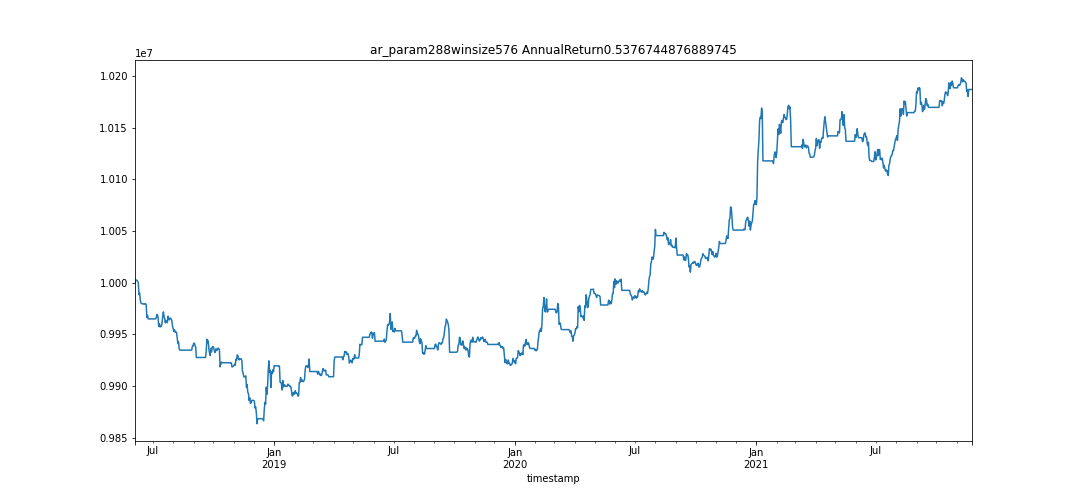 ar_param288winsize576 AnnualReturn0.5376744876889745
1e7
1.020
1.015
1.010
1.005
1.000
0.995
0.990
0.985
Jul Jan Jul Jan Jul Jan Jul
2019 2020 2021
timestamp